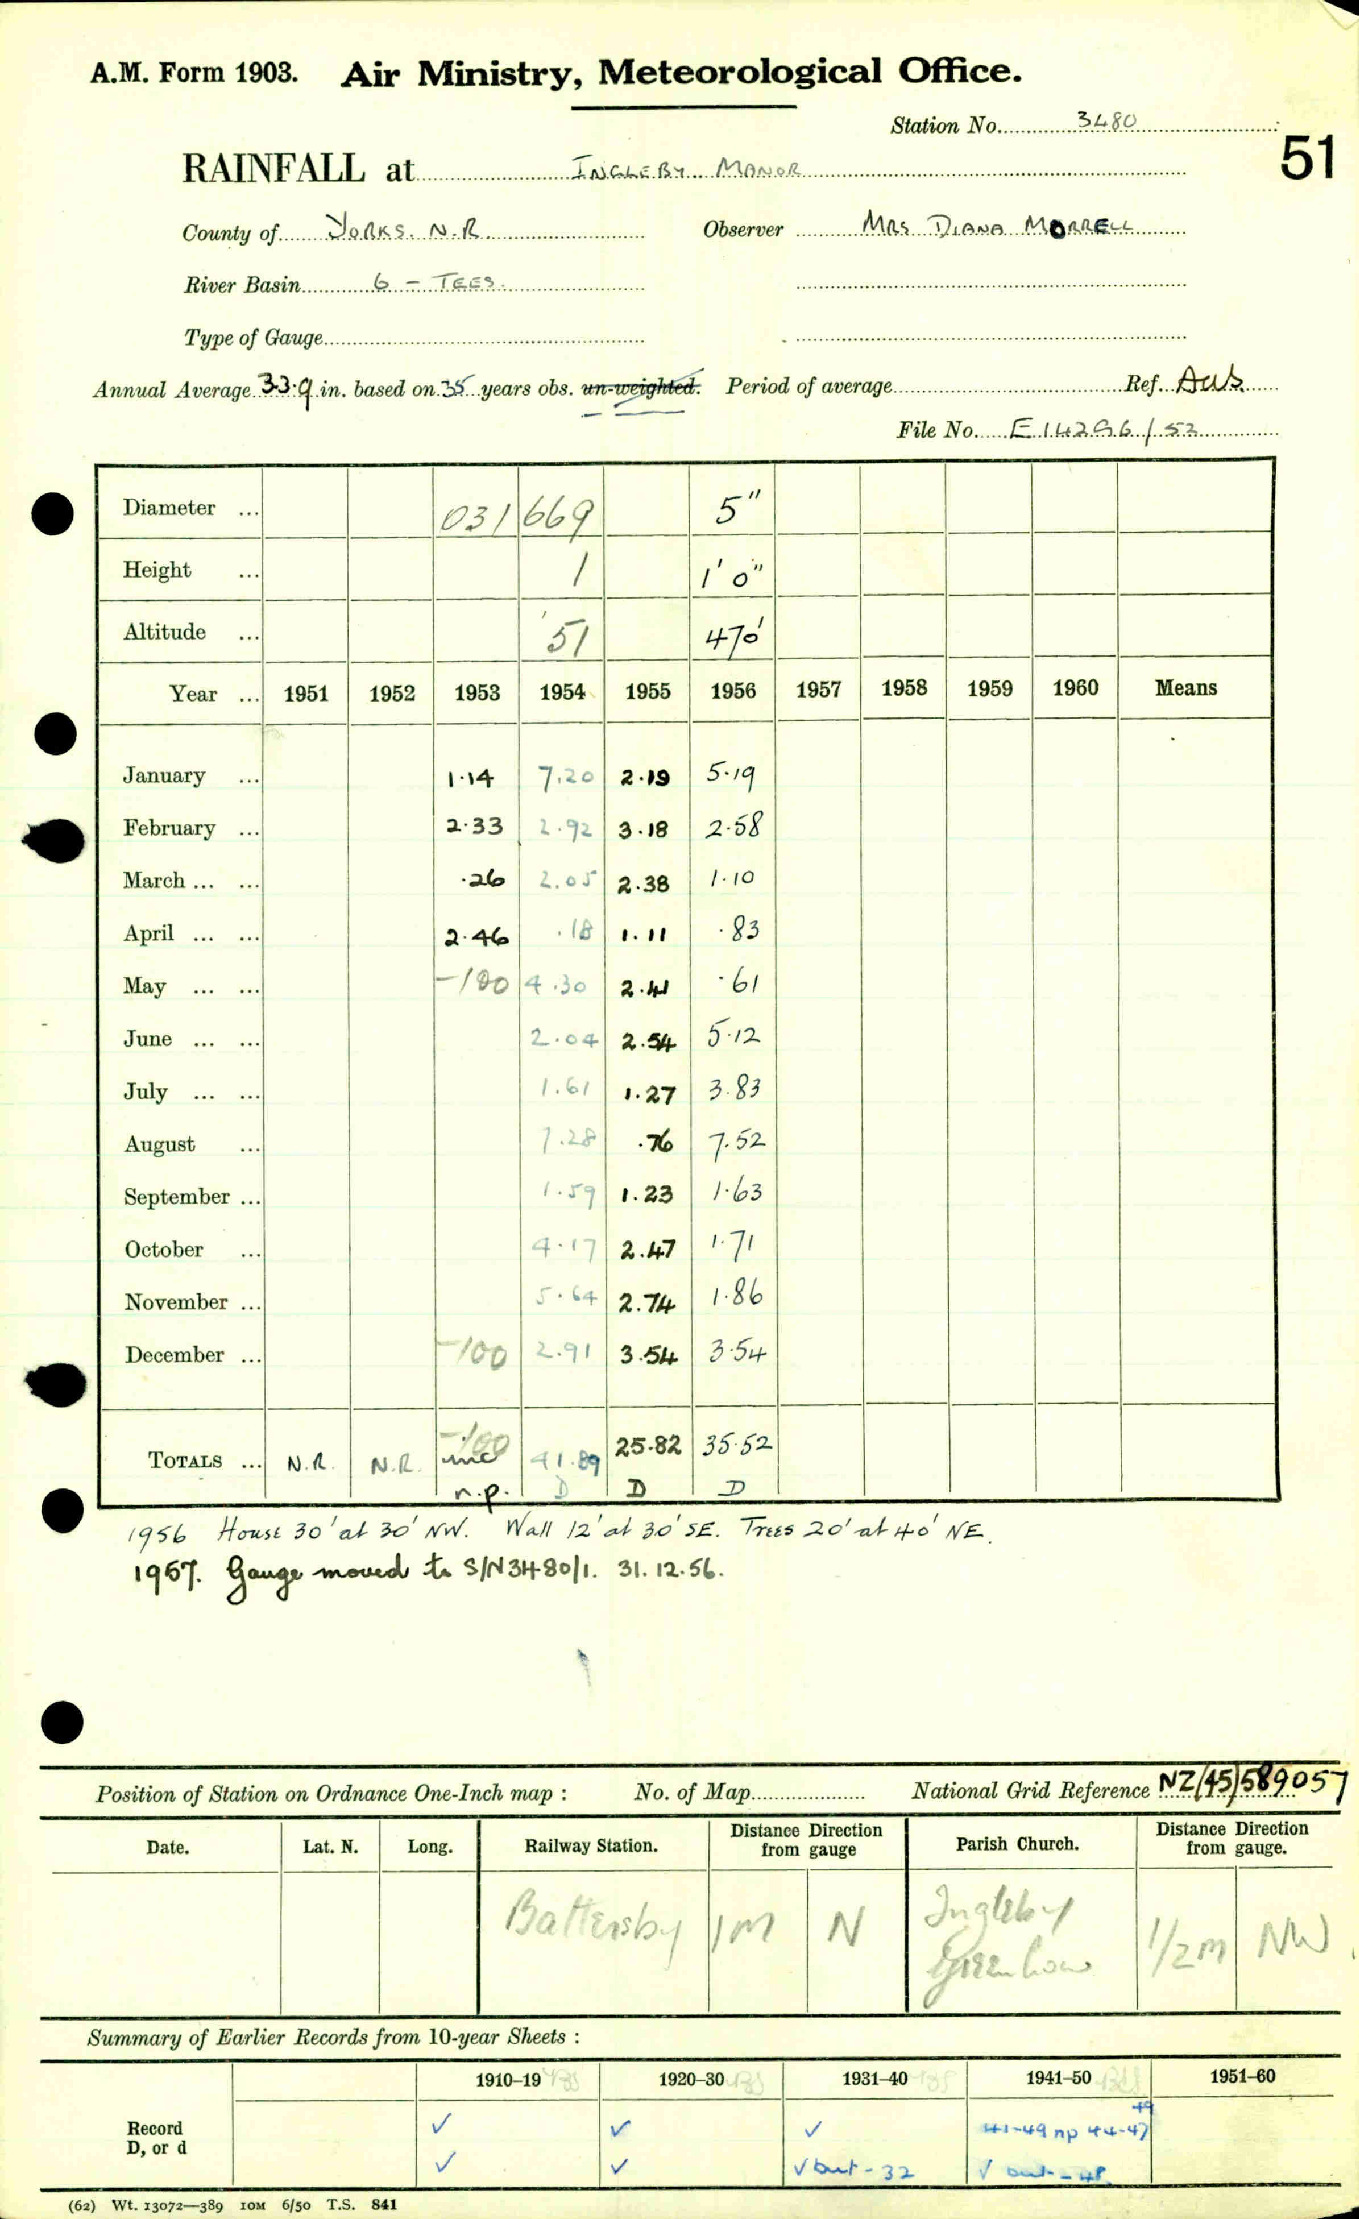 A.M. Form 1903. Air Ministry, Meteorological Office.
Station No. 3480
51
RAINFALL at INGLEBY MANOR
County of YORKS. N.R. Observer MRS DIANA MORRELL
River Basin 6 - TEES.
Type of Gauge
Annual Average 33.9 in. based on 35 years obs. un-weighted. Period of average Ref.
File No. E14296/52
Diameter ... 031 669 5"
Height ... 1 1' 0"
Altitude ... 51 470'
Year ... 1951 1952 1953 1954 1955 1956 1957 1958 1959 1960 Means
January ... 1.14 7.20 2.19 5.19
February ... 2.33 2.92 3.18 2.58
March ... ... .26 2.05 2.38 1.10
April ... ... 2.46 .18 1.11 .83
May ... ... -100 4.30 2.41 .61
June ... ... 2.04 2.54 5.12
July ... ... 1.61 1.27 3.83
August ... 7.28 .76 7.52
September ... 1.59 1.23 1.63
October ... 4.17 2.47 1.71
November ... 5.64 2.74 1.86
December ... -100 2.91 3.54 3.54
TOTALS ... N.R. N.R. -100 inc 41.89 25.82 35.52
n.p. D D D
1956 House 30' at 30' NW. Wall 12' at 30' SE. Trees 20' at 40' NE.
1957. Gauge moved to S/N 3480/1. 31.12.56.
Position of Station on Ordnance One-Inch map : No. of Map National Grid Reference NZ/(45)589057
Date. Lat. N. Long. Railway Station. Distance from Direction gauge Parish Church. Distance from Direction gauge.
Battersby 1M N Ingleby Greenhow 1/2m NW
Summary of Earlier Records from 10-year Sheets :
1910-19 1920-30 1931-40 1941-50 1951-60
49
Record ✓ ✓ ✓ 41-49 np 44-47
D, or d ✓ ✓ ✓ but - 32 ✓ but - 48
(62) Wt. 13072—389 10M 6/50 T.S. 841